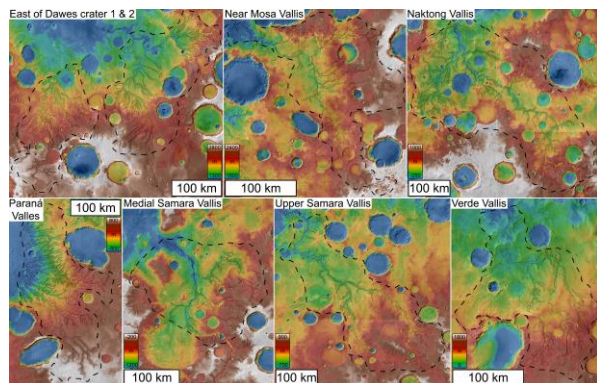 East of Dawes crater 1 & 2
Near Mosa Vallis
Naktong Vallis
100 km
100 km
100 km
Paraná
Valles
100 km
Medial Samara Vallis
Upper Samara Vallis
Verde Vallis
100 km
100 km
100 km